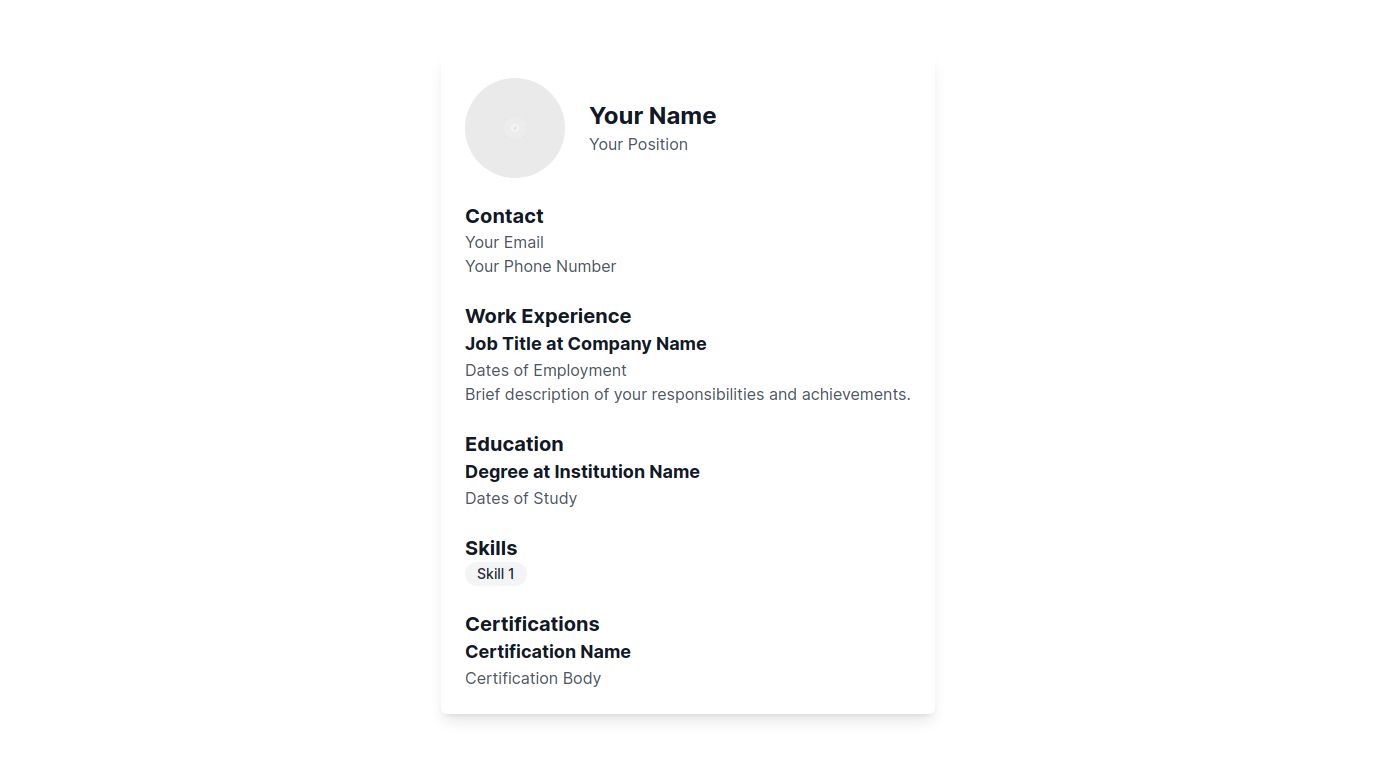 Your Name
Your Position
Contact
Your Email
Your Phone Number
Work Experience
Job Title at Company Name
Dates of Employment
Brief description of your responsibilities and achievements.
Education
Degree at Institution Name
Dates of Study
Skills
Skill 1
Certifications
Certification Name
Certification Body